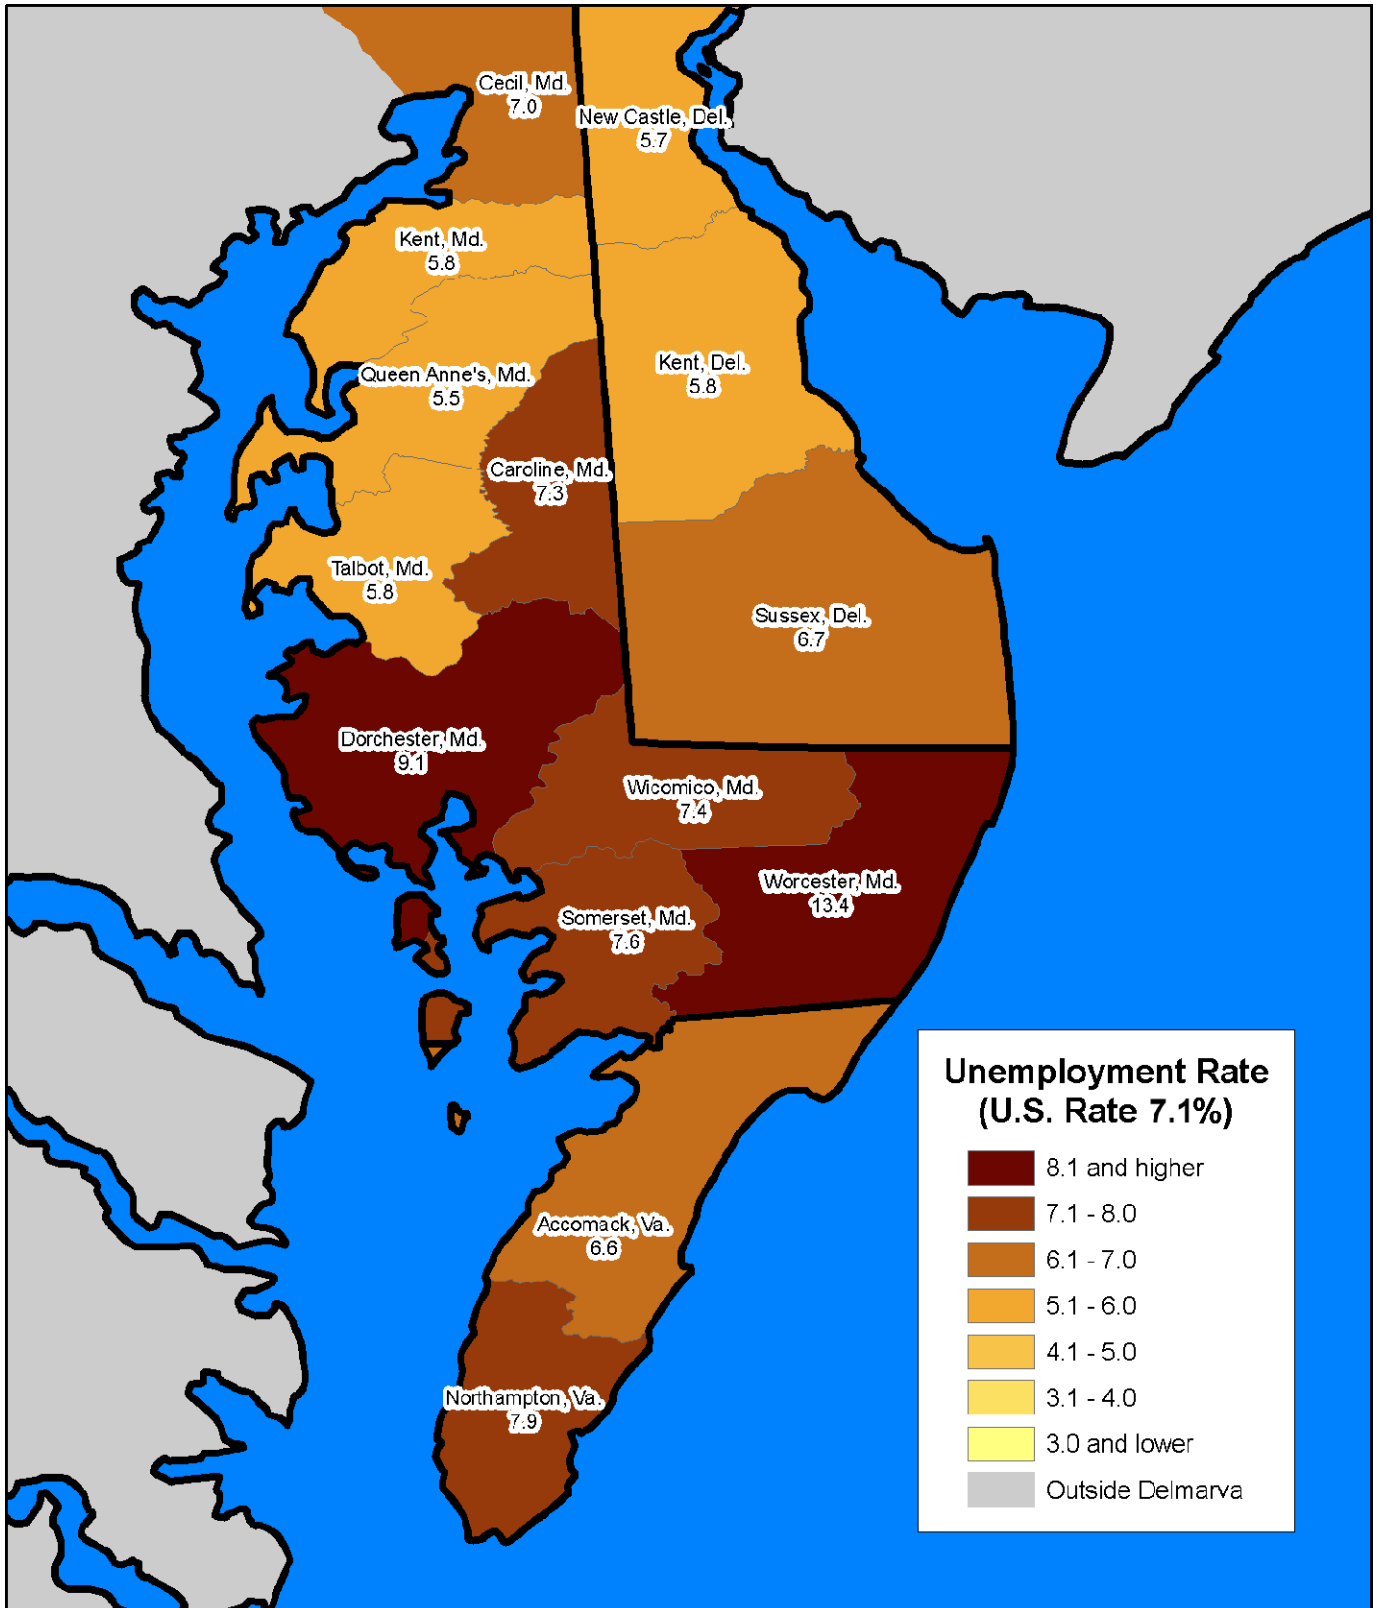 Cecil, Md.
7.0
New Castle, Del.
5.7
Kent, Md.
5.8
Kent, Del.
5.8
Queen Anne's, Md.
5.5
Caroline, Md.
7.3
Talbot, Md.
5.8
Sussex, Del.
6.7
Dorchester, Md.
9.1
Wicomico, Md.
7.4
Worcester, Md.
13.4
Somerset, Md.
7.6
Accomack, Va.
6.6
Northampton, Va.
7.9
Unemployment Rate
(U.S. Rate 7.1%)
8.1 and higher
7.1 - 8.0
6.1 - 7.0
5.1 - 6.0
4.1 - 5.0
3.1 - 4.0
3.0 and lower
Outside Delmarva